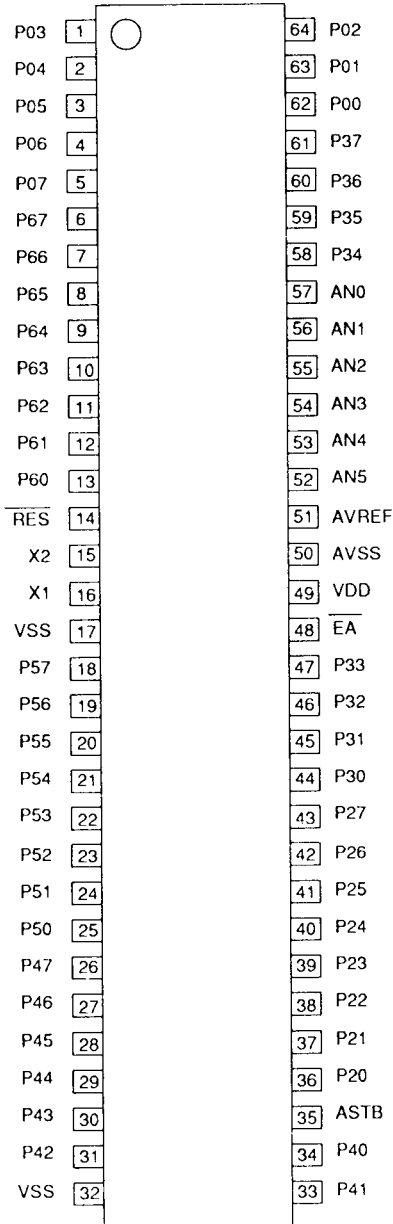 P03 1 64 P02
P04 2 63 P01
P05 3 62 P00
P06 4 61 P37
P07 5 60 P36
P67 6 59 P35
P66 7 58 P34
P65 8 57 AN0
P64 9 56 AN1
P63 10 55 AN2
P62 11 54 AN3
P61 12 53 AN4
P60 13 52 AN5
RES 14 51 AVREF
X2 15 50 AVSS
X1 16 49 VDD
VSS 17 48 EA
P57 18 47 P33
P56 19 46 P32
P55 20 45 P31
P54 21 44 P30
P53 22 43 P27
P52 23 42 P26
P51 24 41 P25
P50 25 40 P24
P47 26 39 P23
P46 27 38 P22
P45 28 37 P21
P44 29 36 P20
P43 30 35 ASTB
P42 31 34 P40
VSS 32 33 P41